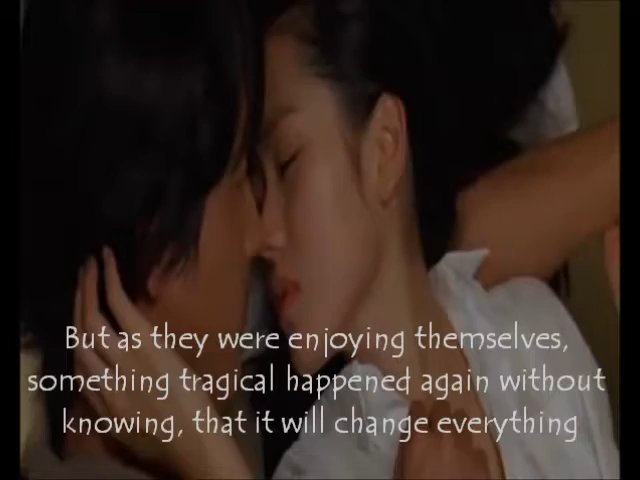 But as they were enjoying themselves,
something tragical happened again without
knowing, that it will change everything